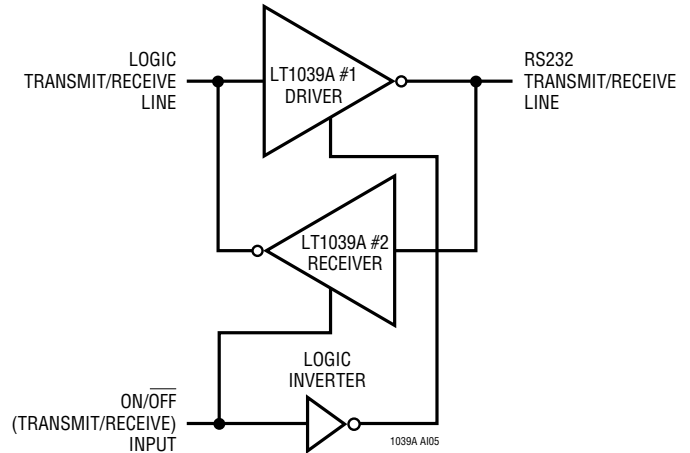 LOGIC
TRANSMIT/RECEIVE
LINE
LT1039A #1
DRIVER
RS232
TRANSMIT/RECEIVE
LINE
LT1039A #2
RECEIVER
LOGIC
INVERTER
ON/OFF
(TRANSMIT/RECEIVE)
INPUT
1039A AI05